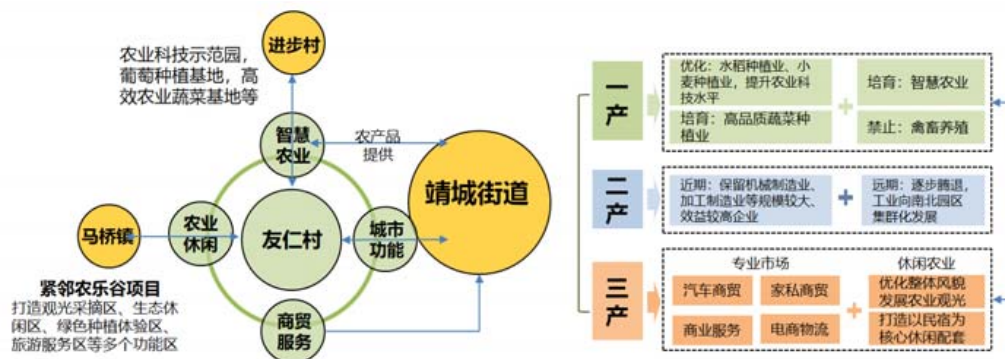 进步村
农业科技示范园，
葡萄种植基地，高
效农业蔬菜基地等
智慧
农业
农产品
提供
靖城街道
马桥镇
农业
休闲
友仁村
城市
功能
紧邻农乐谷项目
打造观光采摘区、生态休
闲区、绿色种植体验区、
旅游服务区等多个功能区
商贸
服务
一产
优化：水稻种植业、小
麦种植业，提升农业科
技水平
培育：高品质蔬菜种
植业
培育：智慧农业
禁止：禽畜养殖
二产
近期：保留机械制造业、
加工制造业等规模较大、
效益较高企业
远期：逐步腾退，
工业向南北园区
集群化发展
三产
专业市场
汽车商贸
家私商贸
商业服务
电商物流
休闲农业
优化整体风貌
发展农业观光
打造以民宿为
核心休闲配套